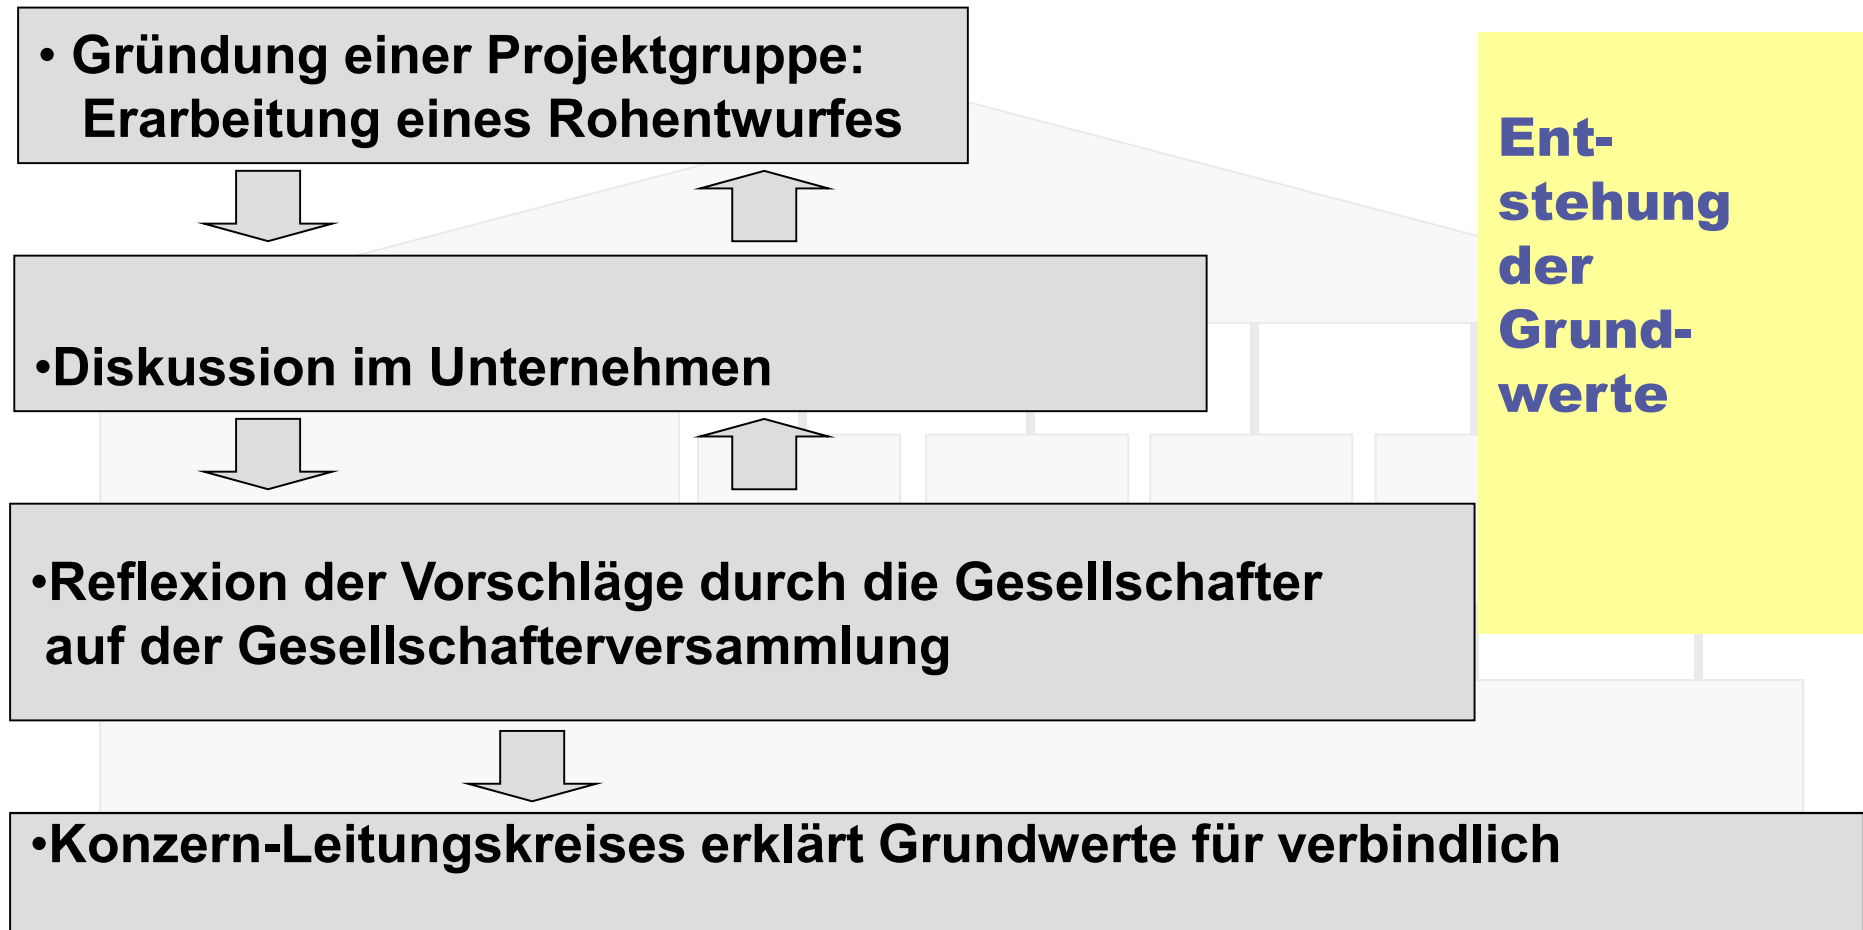 • Gründung einer Projektgruppe:
Erarbeitung eines Rohentwurfes
•Diskussion im Unternehmen
•Reflexion der Vorschläge durch die Gesellschafter
auf der Gesellschafterversammlung
•Konzern-Leitungskreises erklärt Grundwerte für verbindlich
Ent-
stehung
der
Grund-
werte